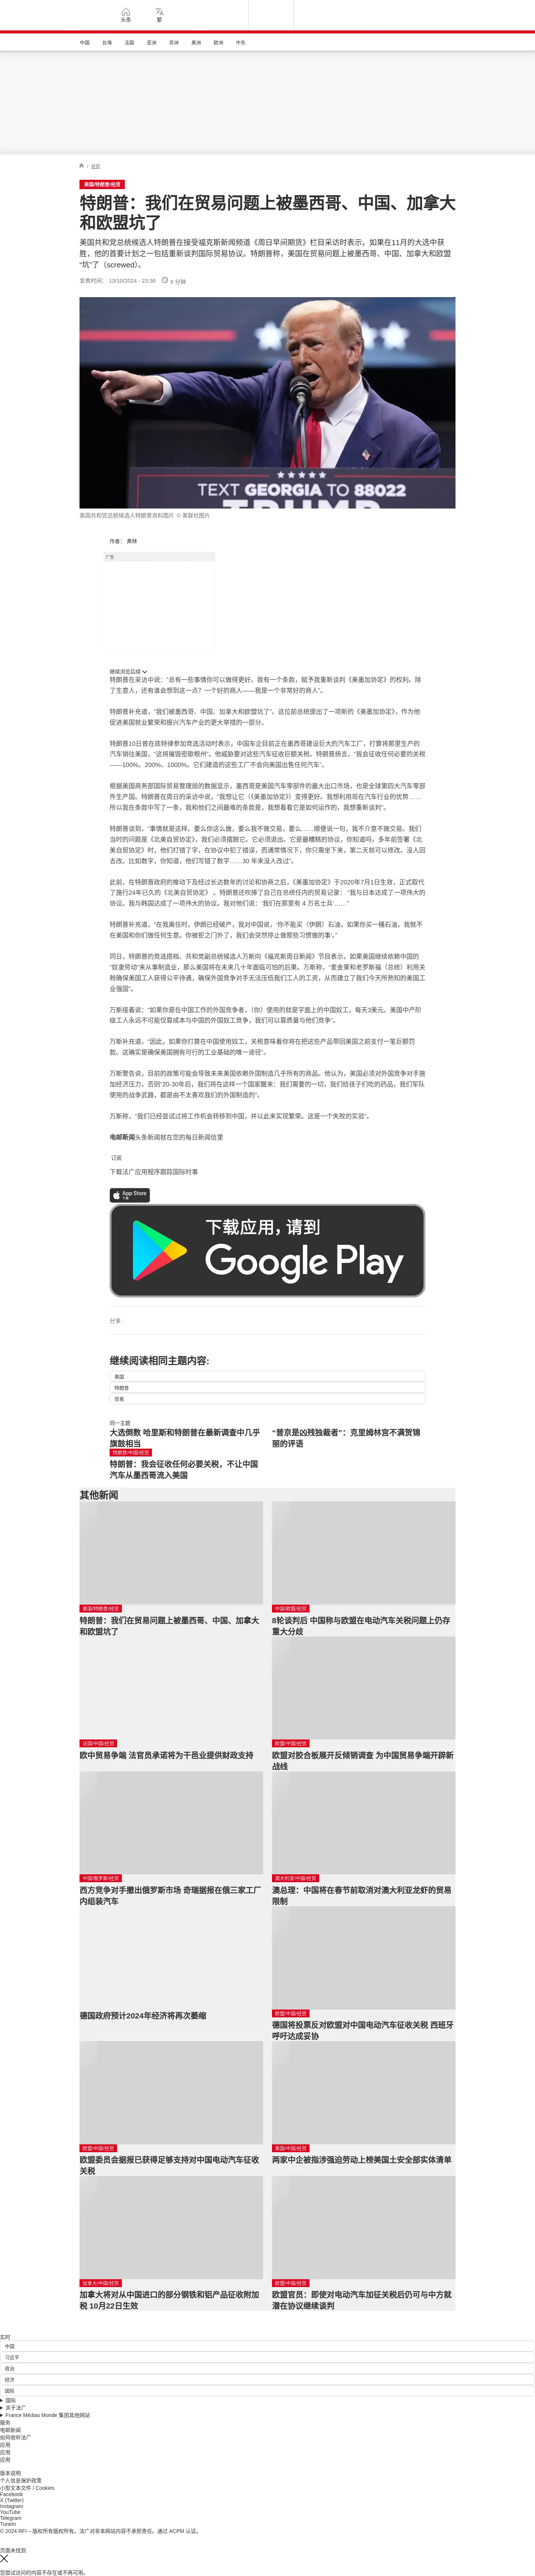 头条
繁
中国
台海
法国
亚洲
非洲
美洲
欧洲
中东
/ 经贸
美国/特朗普/经贸
特朗普：我们在贸易问题上被墨西哥、中国、加拿大
和欧盟坑了
美国共和党总统候选人特朗普在接受福克斯新闻频道《周日早间期货》栏目采访时表示，如果在11月的大选中获
胜，他的首要计划之一包括重新谈判国际贸易协议。特朗普称，美国在贸易问题上被墨西哥、中国、加拿大和欧盟
“坑”了（screwed）。
发表时间： 13/10/2024 - 23:36 9 分钟
TEXT GEORGIA TO 88022
TRUMP
美国共和党总统候选人特朗普资料图片 © 美联社图片
作者： 弗林
广告
继续浏览后续
特朗普在采访中说：“总有一些事情你可以做得更好。我有一个条款，赋予我重新谈判《美墨加协定》的权利。除
了生意人，还有谁会想到这一点？一个好的商人——我是一个非常好的商人”。
特朗普补充道，“我们被墨西哥、中国、加拿大和欧盟坑了”。这位前总统提出了一项新的《美墨加协定》，作为他
促进美国就业繁荣和振兴汽车产业的更大举措的一部分。
特朗普10日曾在底特律参加竞选活动时表示，中国车企目前正在墨西哥建设巨大的汽车工厂，打算将那里生产的
汽车销往美国，“这将摧毁密歇根州”。他威胁要对这些汽车征收巨额关税。特朗普扬言，“我会征收任何必要的关税
——100%、200%、1000%。它们建造的这些工厂不会向美国出售任何汽车”。
根据美国商务部国际贸易管理局的数据显示，墨西哥是美国汽车零部件的最大出口市场，也是全球第四大汽车零部
件生产国。特朗普在周日的采访中说，“我想让它（《美墨加协定》）变得更好。我想利用现在汽车行业的优势……
所以我在条款中写了一条，我和他们之间最难的条款是，我想看看它是如何运作的，我想重新谈判”。
特朗普谈到，“事情就是这样。要么你这么做，要么我不做交易，要么……顺便说一句，我不介意不做交易。我们
当时的问题是《北美自贸协定》，我们必须摆脱它。它必须退出。它是最糟糕的协议，你知道吗，多年前签署《北
美自贸协定》时，他们打错了字，在协议中犯了错误，而通常情况下，你只需坐下来，第二天就可以修改。没人回
去改。比如数字，你知道，他们写错了数字……30 年来没人改过”。
此前，在特朗普政府的推动下及经过长达数年的讨论和协商之后，《美墨加协定》于2020年7月1日生效，正式取代
了施行24年已久的《北美自贸协定》 。特朗普还吹捧了自己在总统任内的贸易记录： “我与日本达成了一项伟大的
协议。我与韩国达成了一项伟大的协议。我对他们说：‘我们在那里有 4 万名士兵’……”
特朗普补充道，“在我离任时，伊朗已经破产，我对中国说，‘你不能买（伊朗）石油，如果你买一桶石油，我就不
在美国和你们做任何生意。你被拒之门外了，我们会突然停止做那些习惯做的事’。”
同日，特朗普的竞选搭档、共和党副总统候选人万斯向《福克斯周日新闻》节目表示，如果美国继续依赖中国的
“奴隶劳动”来从事制造业，那么美国将在未来几十年面临可怕的后果。万斯称，“麦金莱和老罗斯福（总统）利用关
税确保美国工人获得公平待遇，确保外国竞争对手无法压低我们工人的工资，从而建立了我们今天所熟知的美国工
业强国”。
万斯接着说：“如果你是在中国工作的外国竞争者，（你）使用的就是字面上的中国奴工，每天3美元。美国中产阶
级工人永远不可能仅靠成本与中国的外国奴工竞争，我们可以靠质量与他们竞争”。
万斯补充道，“因此，如果你打算在中国使用奴工，关税意味着你将在把这些产品带回美国之前支付一笔巨额罚
款。这确实是确保美国拥有可行的工业基础的唯一途径”。
万斯警告说，目前的政策可能会导致未来美国依赖外国制造几乎所有的商品。他认为，美国必须对外国竞争对手施
加经济压力，否则“20-30年后，我们将在这样一个国家醒来：我们需要的一切，我们给孩子们吃的药品，我们军队
使用的战争武器，都是由不太喜欢我们的外国制造的”。
万斯称，“我们已经尝试过将工作机会转移到中国，并以此来实现繁荣。这是一个失败的实验”。
电邮新闻头条新闻就在您的每日新闻信里
订阅
下载法广应用程序跟踪国际时事
App Store
下载
下载应用，请到
Google Play
分享 :
继续阅读相同主题内容:
美国
特朗普
贸易
同一主题
大选倒数 哈里斯和特朗普在最新调查中几乎
旗鼓相当
“普京是凶残独裁者”：克里姆林宫不满贺锦
丽的评语
特朗普/中国/经贸
特朗普：我会征收任何必要关税，不让中国
汽车从墨西哥流入美国
其他新闻
美国/特朗普/经贸
特朗普：我们在贸易问题上被墨西哥、中国、加拿大
和欧盟坑了
中国/欧盟/经贸
8轮谈判后 中国称与欧盟在电动汽车关税问题上仍存
重大分歧
法国/中国/经贸
欧中贸易争端 法官员承诺将为干邑业提供财政支持
欧盟/中国/经贸
欧盟对胶合板展开反倾销调查 为中国贸易争端开辟新
战线
中国/俄罗斯/经贸
西方竞争对手撤出俄罗斯市场 奇瑞据报在俄三家工厂
内组装汽车
澳大利亚/中国/经贸
澳总理：中国将在春节前取消对澳大利亚龙虾的贸易
限制
德国政府预计2024年经济将再次萎缩
欧盟/中国/经贸
德国将投票反对欧盟对中国电动汽车征收关税 西班牙
呼吁达成妥协
欧盟/中国/经贸
欧盟委员会据报已获得足够支持对中国电动汽车征收
关税
美国/中国/经贸
两家中企被指涉强迫劳动上榜美国土安全部实体清单
加拿大/中国/经贸
加拿大将对从中国进口的部分钢铁和铝产品征收附加
税 10月22日生效
欧盟/中国/经贸
欧盟官员：即使对电动汽车加征关税后仍可与中方就
潜在协议继续谈判
实时
中国
习近平
政治
经济
国际
国际
关于法广
France Médias Monde 集团其他网站
服务
电邮新闻
如何收听法广
应用
应用
应用
版本说明
个人信息保护政策
小型文本文件 / Cookies
Facebook
X (Twitter)
Instagram
YouTube
Telegram
TuneIn
© 2024 RFI – 版权所有版权所有。法广对非本网站内容不承担责任。通过 ACPM 认证。
页面未找到
您尝试访问的内容不存在或不再可用。